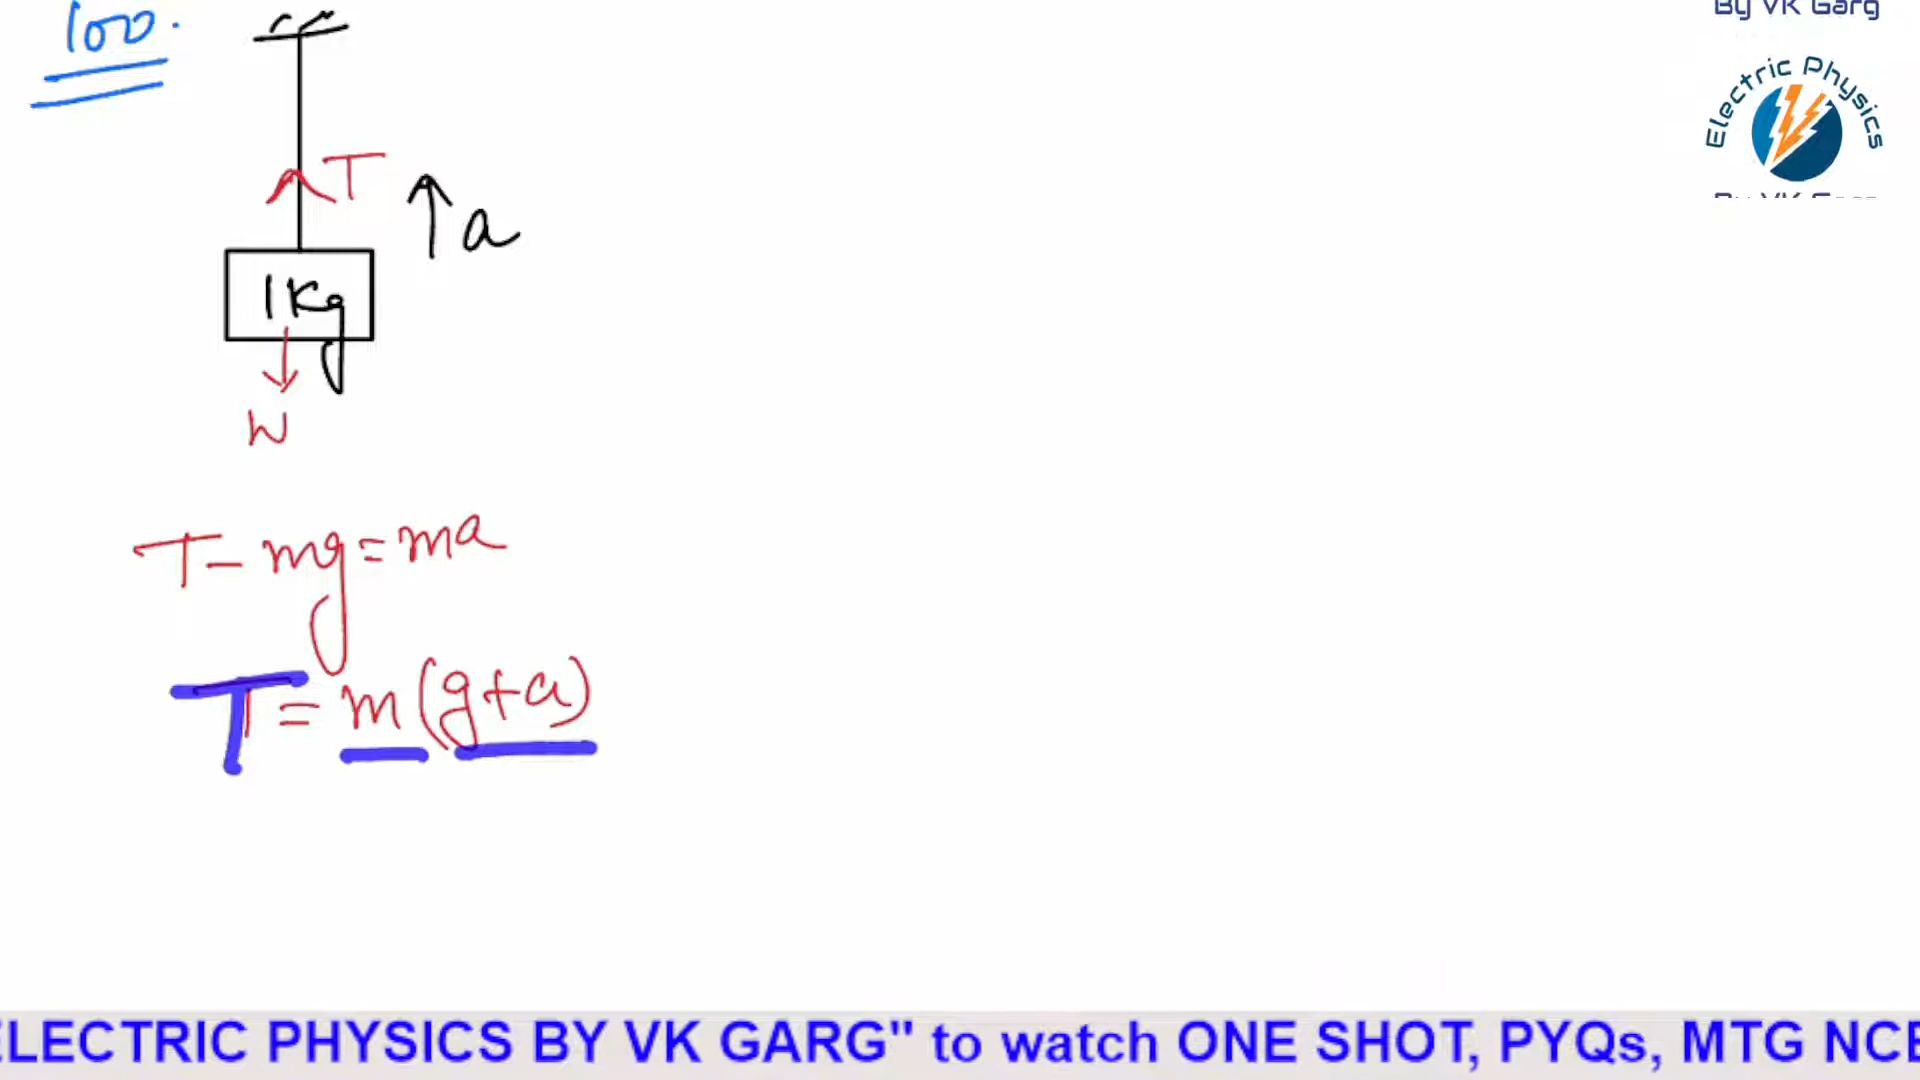 100.
By VK Garg
Electric Physics
T
a
1kg
W
T - mg = ma
T = m(g+a)
ELECTRIC PHYSICS BY VK GARG" to watch ONE SHOT, PYQs, MTG NCE